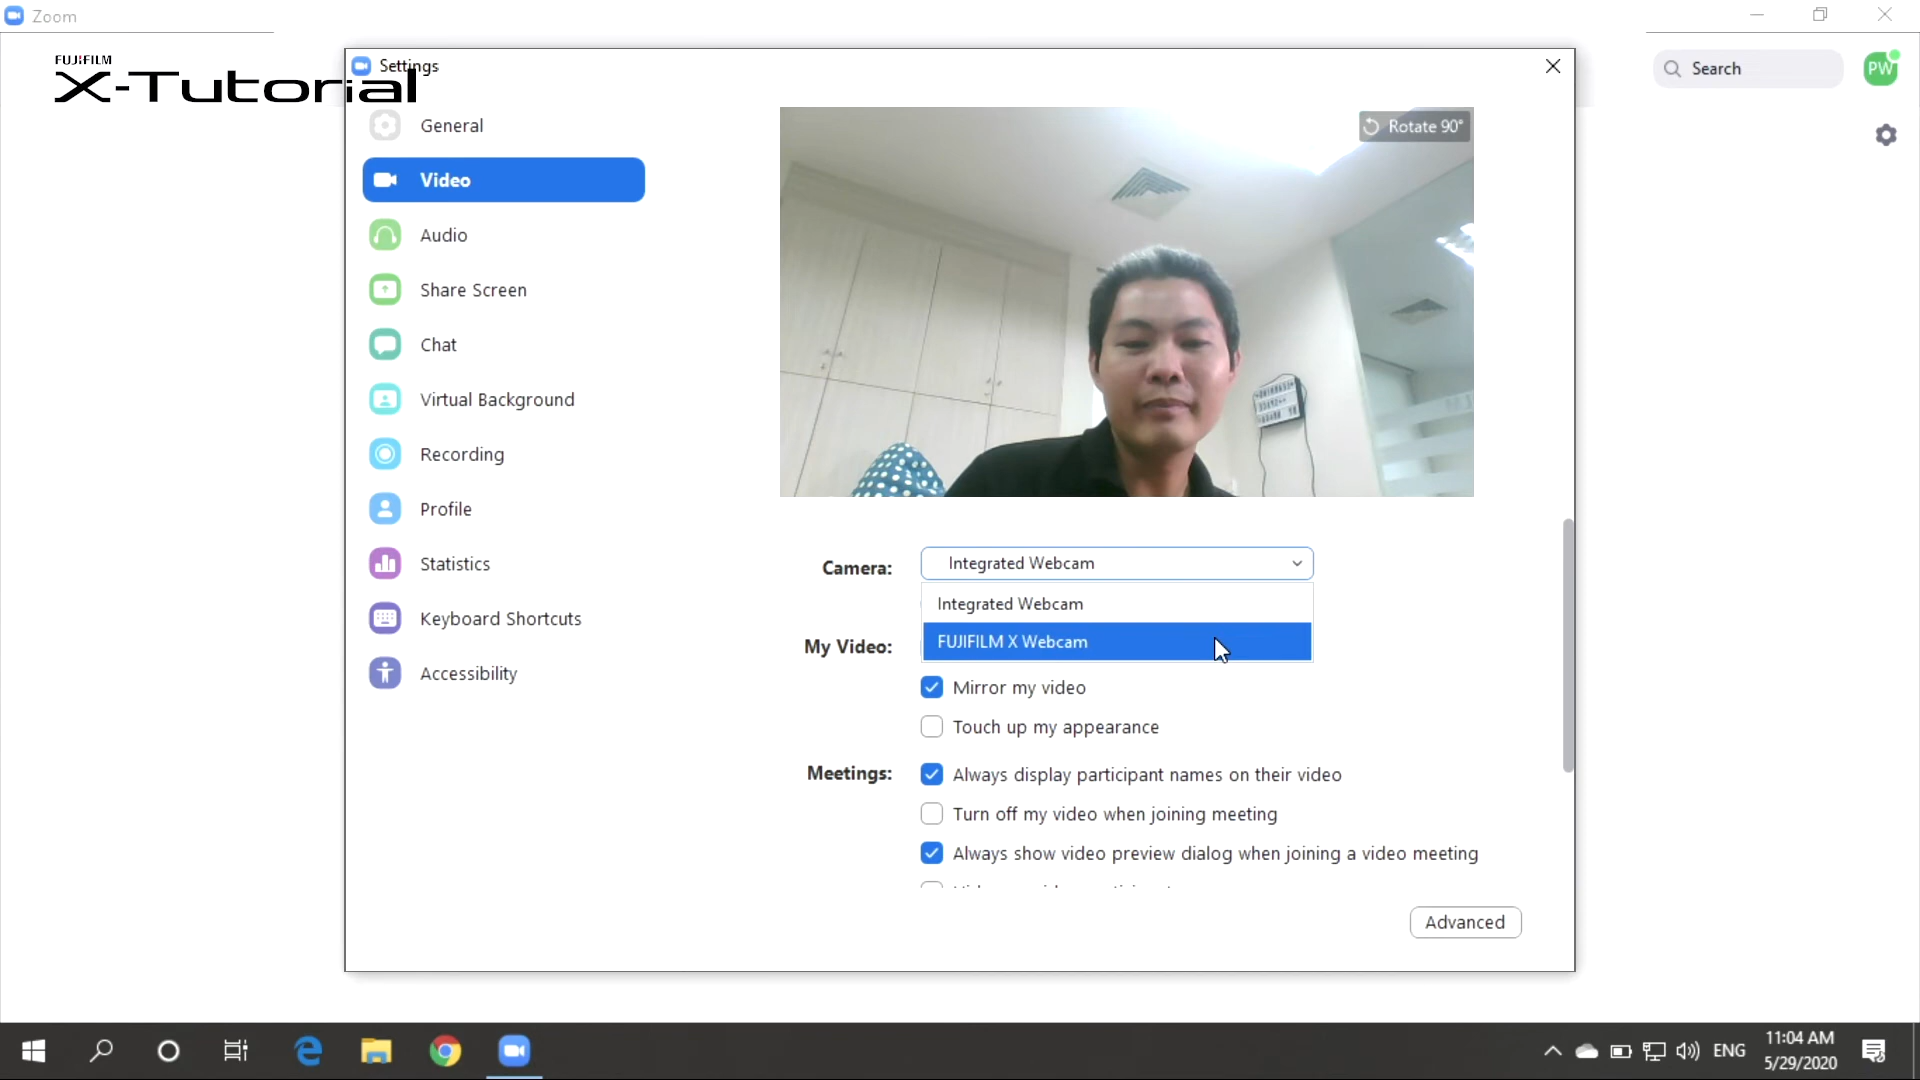 Zoom
FUJIFILM
X-Tutorial
Settings
Search
PW
General
Video
Audio
Share Screen
Chat
Virtual Background
Recording
Profile
Statistics
Keyboard Shortcuts
Accessibility
Rotate 90°
Camera:
Integrated Webcam
Integrated Webcam
FUJIFILM X Webcam
My Video:
Mirror my video
Touch up my appearance
Meetings:
Always display participant names on their video
Turn off my video when joining meeting
Always show video preview dialog when joining a video meeting
Advanced
ENG
11:04 AM
5/29/2020